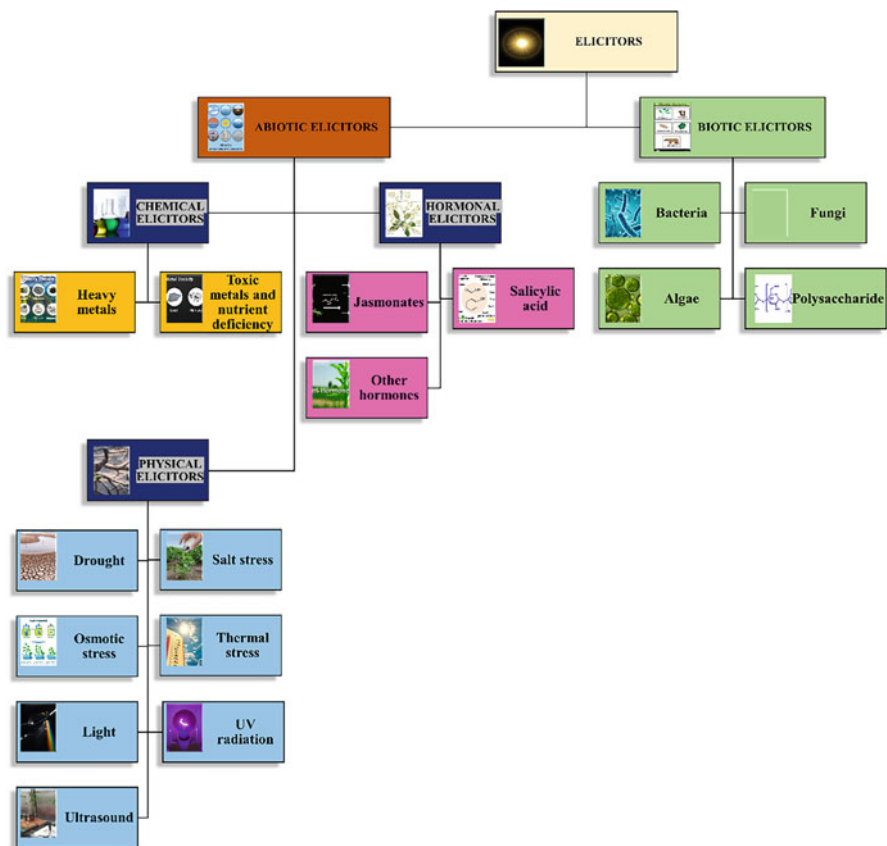 ELICITORS
ABIOTIC ELICITORS
BIOTIC ELICITORS
CHEMICAL
ELICITORS
HORMONAL
ELICITORS
Bacteria
Fungi
Heavy
metals
Toxic
metals and
nutrient
deficiency
Jasmonates
Salicylic
acid
Algae
Polysaccharide
Other
hormones
PHYSICAL
ELICITORS
Drought
Salt stress
Osmotic
stress
Thermal
stress
Light
UV
radiation
Ultrasound